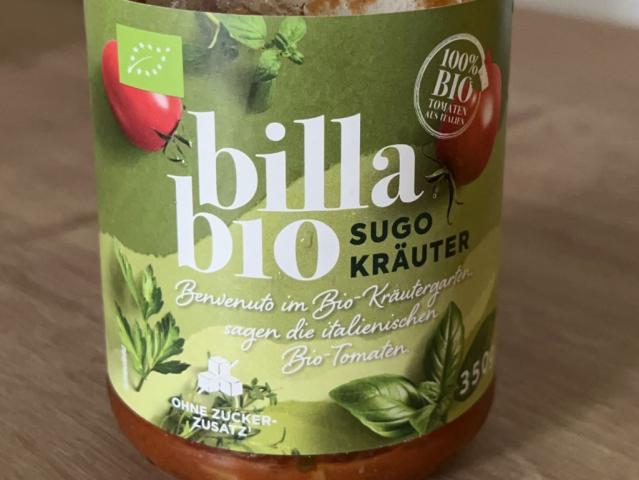 100%
BIO
TOMATEN
AUS ITALIEN
billa
bio
SUGO
KRÄUTER
Benvenuto im Bio-Kräutergarten,
sagen die italienischen
Bio-Tomaten.
OHNE ZUCKER-
ZUSATZ
350g